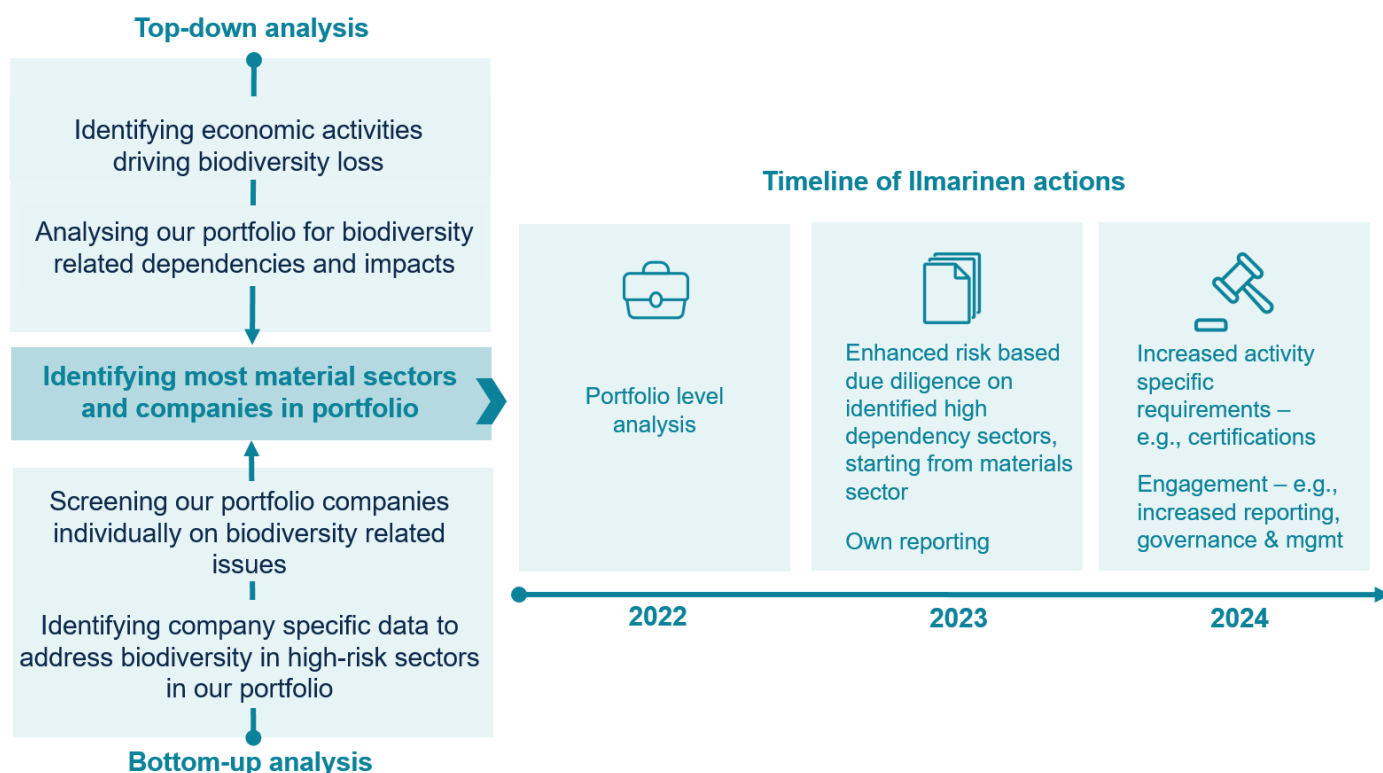 Top-down analysis
Identifying economic activities
driving biodiversity loss
Analysing our portfolio for biodiversity
related dependencies and impacts
Identifying most material sectors
and companies in portfolio
Screening our portfolio companies
individually on biodiversity related
issues
Identifying company specific data to
address biodiversity in high-risk sectors
in our portfolio
Bottom-up analysis
Timeline of Ilmarinen actions
Portfolio level
analysis
2022
Enhanced risk based
due diligence on
identified high
dependency sectors,
starting from materials
sector
Own reporting
2023
Increased activity
specific
requirements –
e.g., certifications
Engagement – e.g.,
increased reporting,
governance & mgmt
2024